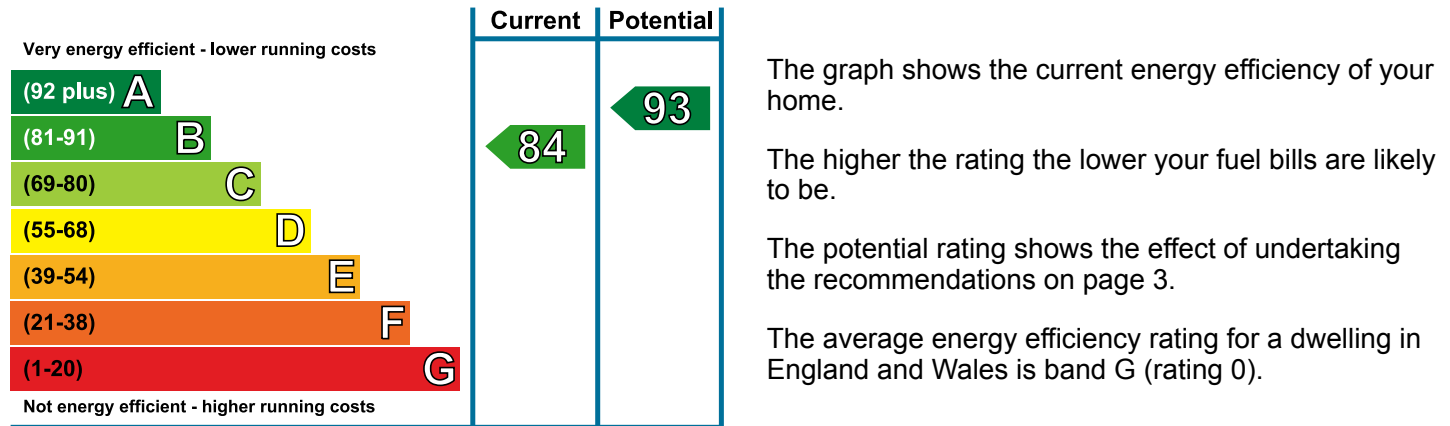 Current Potential
Very energy efficient - lower running costs
(92 plus) A
(81-91) B
(69-80) C
(55-68) D
(39-54) E
(21-38) F
(1-20) G
Not energy efficient - higher running costs
84
93
The graph shows the current energy efficiency of your
home.
The higher the rating the lower your fuel bills are likely
to be.
The potential rating shows the effect of undertaking
the recommendations on page 3.
The average energy efficiency rating for a dwelling in
England and Wales is band G (rating 0).